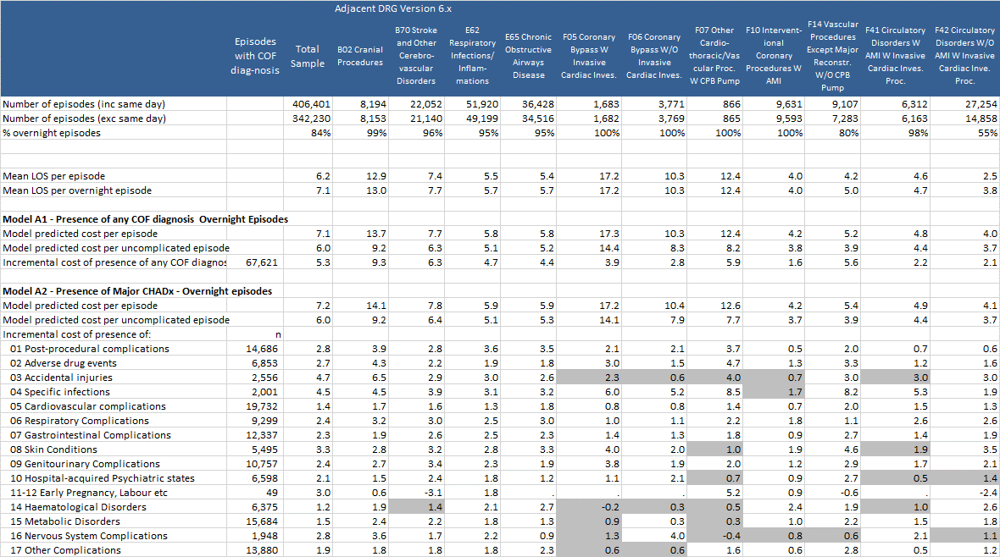 Adjacent DRG Version 6.x
Episodes with COF diag-nosis Total Sample B02 Cranial Procedures B70 Stroke and Other Cerebro-vascular Disorders E62 Respiratory Infections/ Inflam-mations E65 Chronic Obstructive Airways Disease F05 Coronary Bypass W Invasive Cardiac Inves. F06 Coronary Bypass W/O Invasive Cardiac Inves. F07 Other Cardio-thoracic/Vascular Proc. W CPB Pump F10 Intervent-ional Coronary Procedures W AMI F14 Vascular Procedures Except Major Reconstr. W/O CPB Pump F41 Circulatory Disorders W AMI W Invasive Cardiac Inves. Proc. F42 Circulatory Disorders W/O AMI W Invasive Cardiac Inve. Proc.
Number of episodes (inc same day) 406,401 8,194 22,052 51,920 36,428 1,683 3,771 866 9,631 9,107 6,312 27,254
Number of episodes (exc same day) 342,230 8,153 21,140 49,199 34,516 1,682 3,769 865 9,593 7,283 6,163 14,858
% overnight episodes 84% 99% 96% 95% 95% 100% 100% 100% 100% 80% 98% 55%
Mean LOS per episode 6.2 12.9 7.4 5.5 5.4 17.2 10.3 12.4 4.0 4.2 4.6 2.5
Mean LOS per overnight episode 7.1 13.0 7.7 5.7 5.7 17.2 10.3 12.4 4.0 5.0 4.7 3.8
Model A1 - Presence of any COF diagnosis Overnight Episodes
Model predicted cost per episode 7.1 13.7 7.7 5.8 5.8 17.3 10.3 12.4 4.2 5.2 4.8 4.0
Model predicted cost per uncomplicated episode 6.0 9.2 6.3 5.1 5.2 14.4 8.3 8.2 3.8 3.9 4.4 3.7
Incremental cost of presence of any COF diagnos 67,621 5.3 9.3 6.3 4.7 4.4 3.9 2.8 5.9 1.6 5.6 2.2 2.1
Model A2 - Presence of Major CHADx - Overnight episodes
Model predicted cost per episode 7.2 14.1 7.8 5.9 5.9 17.2 10.4 12.6 4.2 5.4 4.9 4.1
Model predicted cost per uncomplicated episode 6.0 9.2 6.4 5.1 5.3 14.1 7.9 7.7 3.7 3.9 4.4 3.7
Incremental cost of presence of: n
01 Post-procedural complications 14,686 2.8 3.9 2.8 3.6 3.5 2.1 2.1 3.7 0.5 2.0 0.7 0.6
02 Adverse drug events 6,853 2.7 4.3 2.2 1.9 1.8 3.0 1.5 4.7 1.3 3.3 1.2 1.6
03 Accidental injuries 2,556 4.7 6.5 2.9 3.0 2.6 2.3 0.6 4.0 0.7 3.0 3.0 3.0
04 Specific infections 2,001 4.5 4.5 3.9 3.1 3.2 6.0 5.2 8.5 1.7 8.2 5.3 1.9
05 Cardiovascular complications 19,732 1.4 1.7 1.6 1.3 1.8 0.8 0.8 1.4 0.7 2.0 1.5 1.3
06 Respiratory Complications 9,299 2.4 3.2 3.0 2.5 3.0 1.0 1.1 2.2 1.8 1.1 2.6 2.6
07 Gastrointestinal Complications 12,337 2.3 1.9 2.6 2.5 2.3 1.4 1.3 1.8 0.9 2.7 1.4 1.9
08 Skin Conditions 5,495 3.3 2.8 3.2 2.8 3.3 4.0 2.0 1.0 1.9 4.6 1.9 3.5
09 Genitourinary Complications 10,757 2.4 2.7 3.4 2.3 1.9 3.8 1.9 2.0 1.2 2.9 1.7 2.1
10 Hospital-acquired Psychiatric states 6,598 2.1 1.5 2.4 1.8 1.2 1.1 2.1 0.7 0.9 2.7 0.5 1.4
11-12 Early Pregnancy, Labour etc 49 3.0 0.6 -3.1 1.8 . . . 5.2 0.9 -0.6 . -2.4
14 Haematological Disorders 6,375 1.2 1.9 1.4 2.1 2.7 -0.2 0.3 0.5 2.4 1.9 1.0 2.6
15 Metabolic Disorders 15,684 1.5 2.4 2.2 1.8 1.3 0.9 0.3 0.3 1.0 2.2 1.5 1.8
16 Nervous System Complications 1,948 2.8 3.6 1.7 2.2 0.9 1.3 4.0 -0.4 0.8 0.6 2.1 1.1
17 Other Complications 13,880 1.9 1.8 1.8 1.8 2.3 0.6 0.6 1.6 0.6 2.8 0.5 1.2